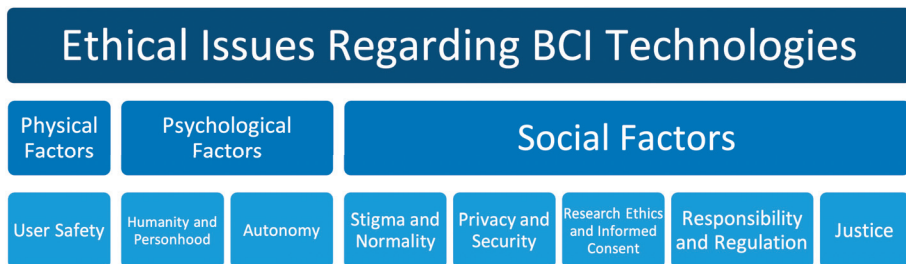 Ethical Issues Regarding BCI Technologies
Physical
Factors
Psychological
Factors
Social Factors
User Safety
Humanity and
Personhood
Autonomy
Stigma and
Normality
Privacy and
Security
Research Ethics
and Informed
Consent
Responsibility
and Regulation
Justice